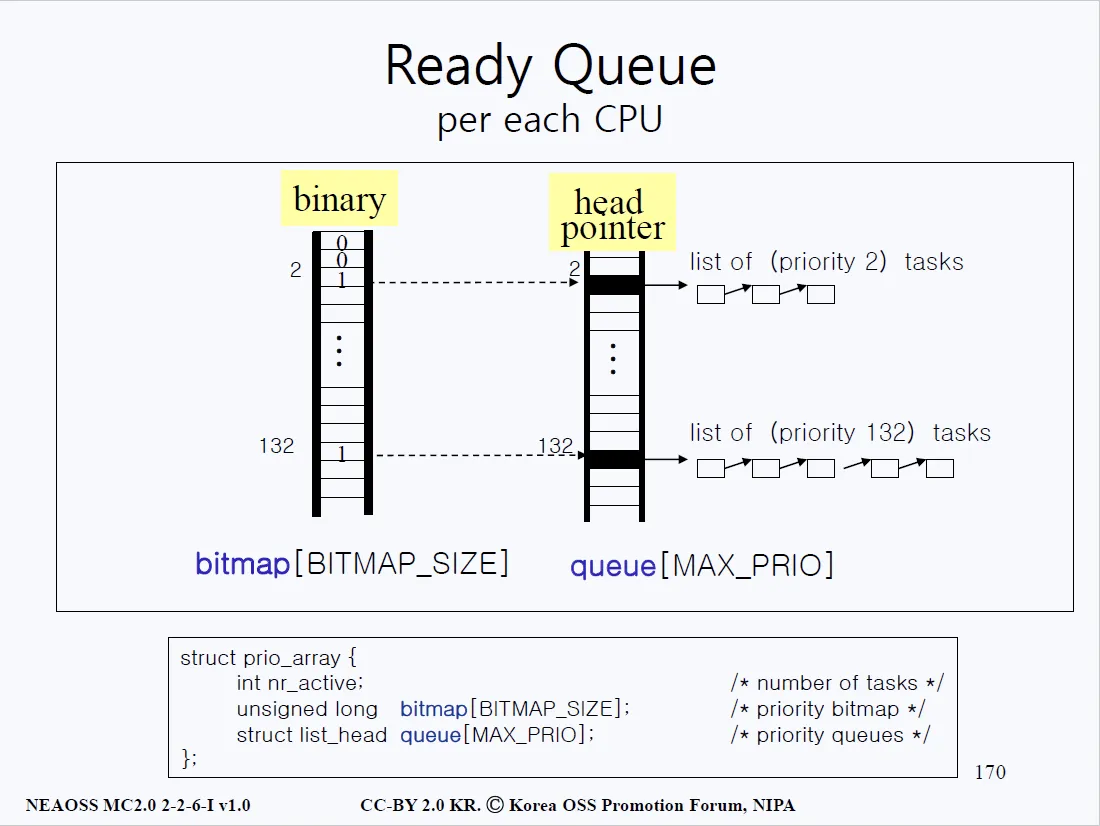 Ready Queue
per each CPU
binary
head
pointer
0
0
2
1
2
list of (priority 2) tasks
132
1
132
list of (priority 132) tasks
bitmap[BITMAP_SIZE]
queue[MAX_PRIO]
struct prio_array {
int nr_active; /* number of tasks */
unsigned long bitmap[BITMAP_SIZE]; /* priority bitmap */
struct list_head queue[MAX_PRIO]; /* priority queues */
};
170
NEAOSS MC2.0 2-2-6-I v1.0
CC-BY 2.0 KR. Ⓒ Korea OSS Promotion Forum, NIPA